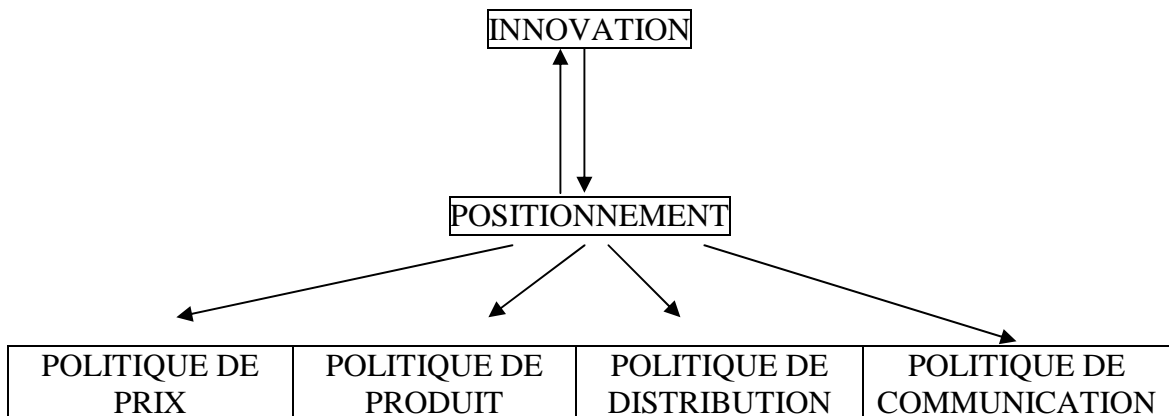 INNOVATION
POSITIONNEMENT
POLITIQUE DE
PRIX
POLITIQUE DE
PRODUIT
POLITIQUE DE
DISTRIBUTION
POLITIQUE DE
COMMUNICATION